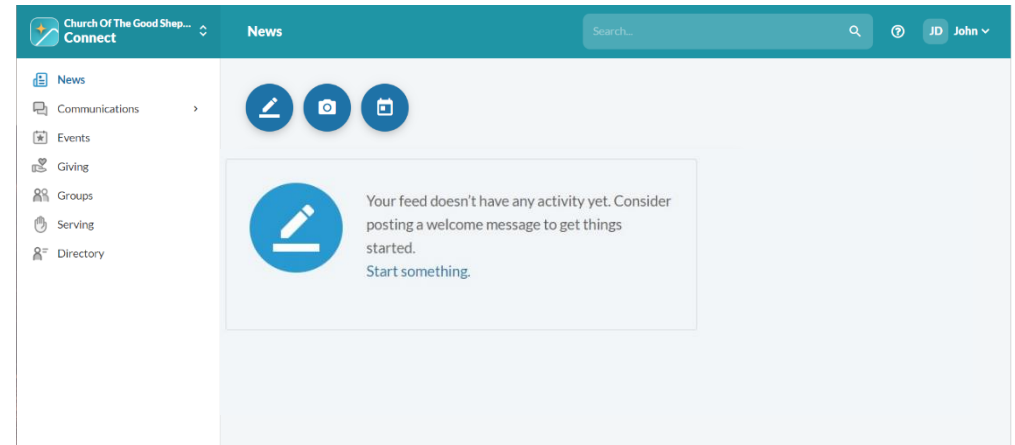 Church Of The Good Shep...
Connect
News
Search...
JD John
News
Communications
Events
Giving
Groups
Serving
Directory
Your feed doesn't have any activity yet. Consider
posting a welcome message to get things
started.
Start something.